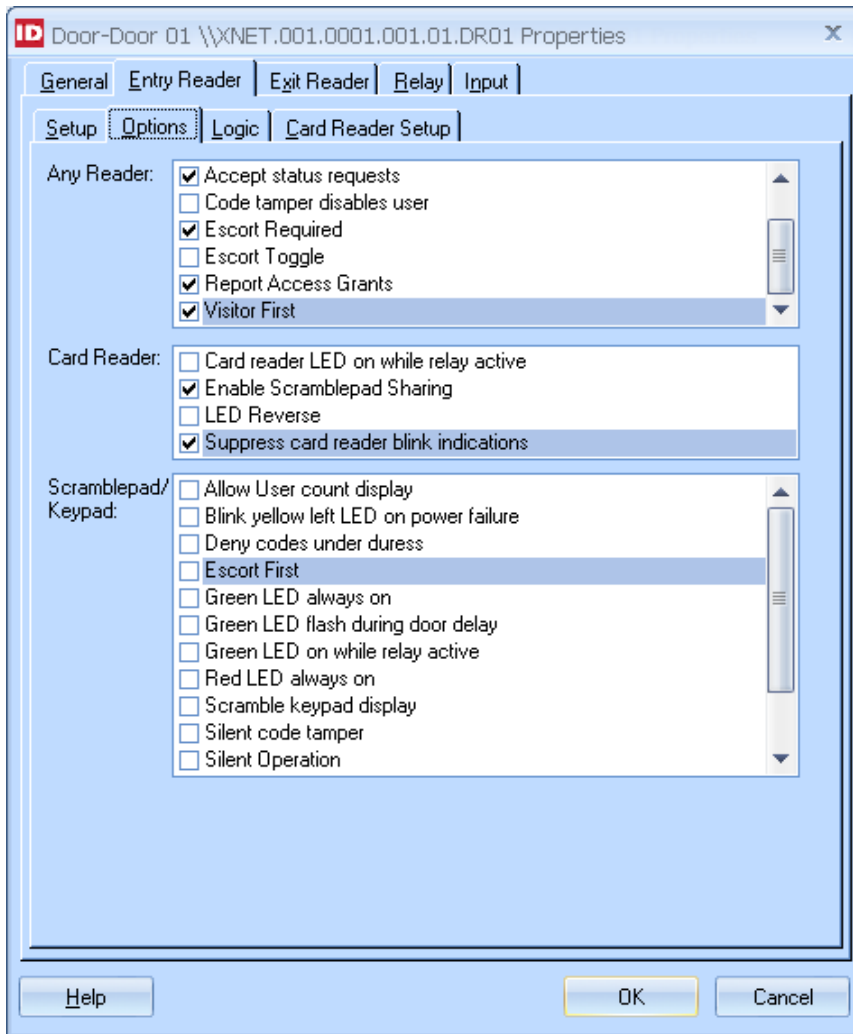 ID Door-Door 01 \\XNET.001.0001.001.01.DR01 Properties X
General Entry Reader Exit Reader Relay Input
Setup Options Logic Card Reader Setup
Any Reader:
Accept status requests
Code tamper disables user
Escort Required
Escort Toggle
Report Access Grants
Visitor First
Card Reader:
Card reader LED on while relay active
Enable Scramblepad Sharing
LED Reverse
Suppress card reader blink indications
Scramblepad/
Keypad:
Allow User count display
Blink yellow left LED on power failure
Deny codes under duress
Escort First
Green LED always on
Green LED flash during door delay
Green LED on while relay active
Red LED always on
Scramble keypad display
Silent code tamper
Silent Operation
Help OK Cancel